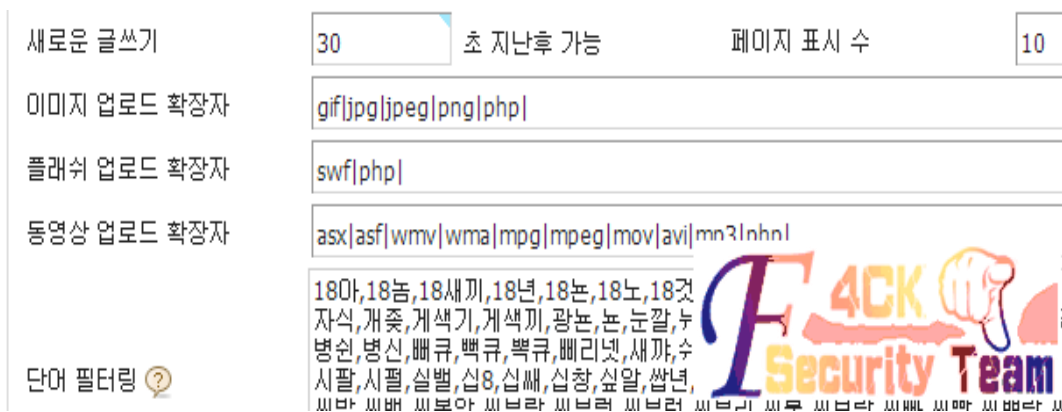 새로운 글쓰기 30 초 지난후 가능 페이지 표시 수 10
이미지 업로드 확장자 gif|jpg|jpeg|png|php|
플래쉬 업로드 확장자 swf|php|
동영상 업로드 확장자 asx|asf|wmv|wma|mpg|mpeg|mov|avi|mp3|php|
18아,18놈,18새끼,18년,18뇬,18노,18것
자식,개좆,게색기,게색끼,광뇬,뇬,눈깔,
병쉰,병신,뻐큐,뻑큐,뽁큐,삐리넷,새꺄,
시팔,시펄,실밸,십8,십쌔,십창,싶알,쌉년,
단어 필터링
F4CK
Security Team